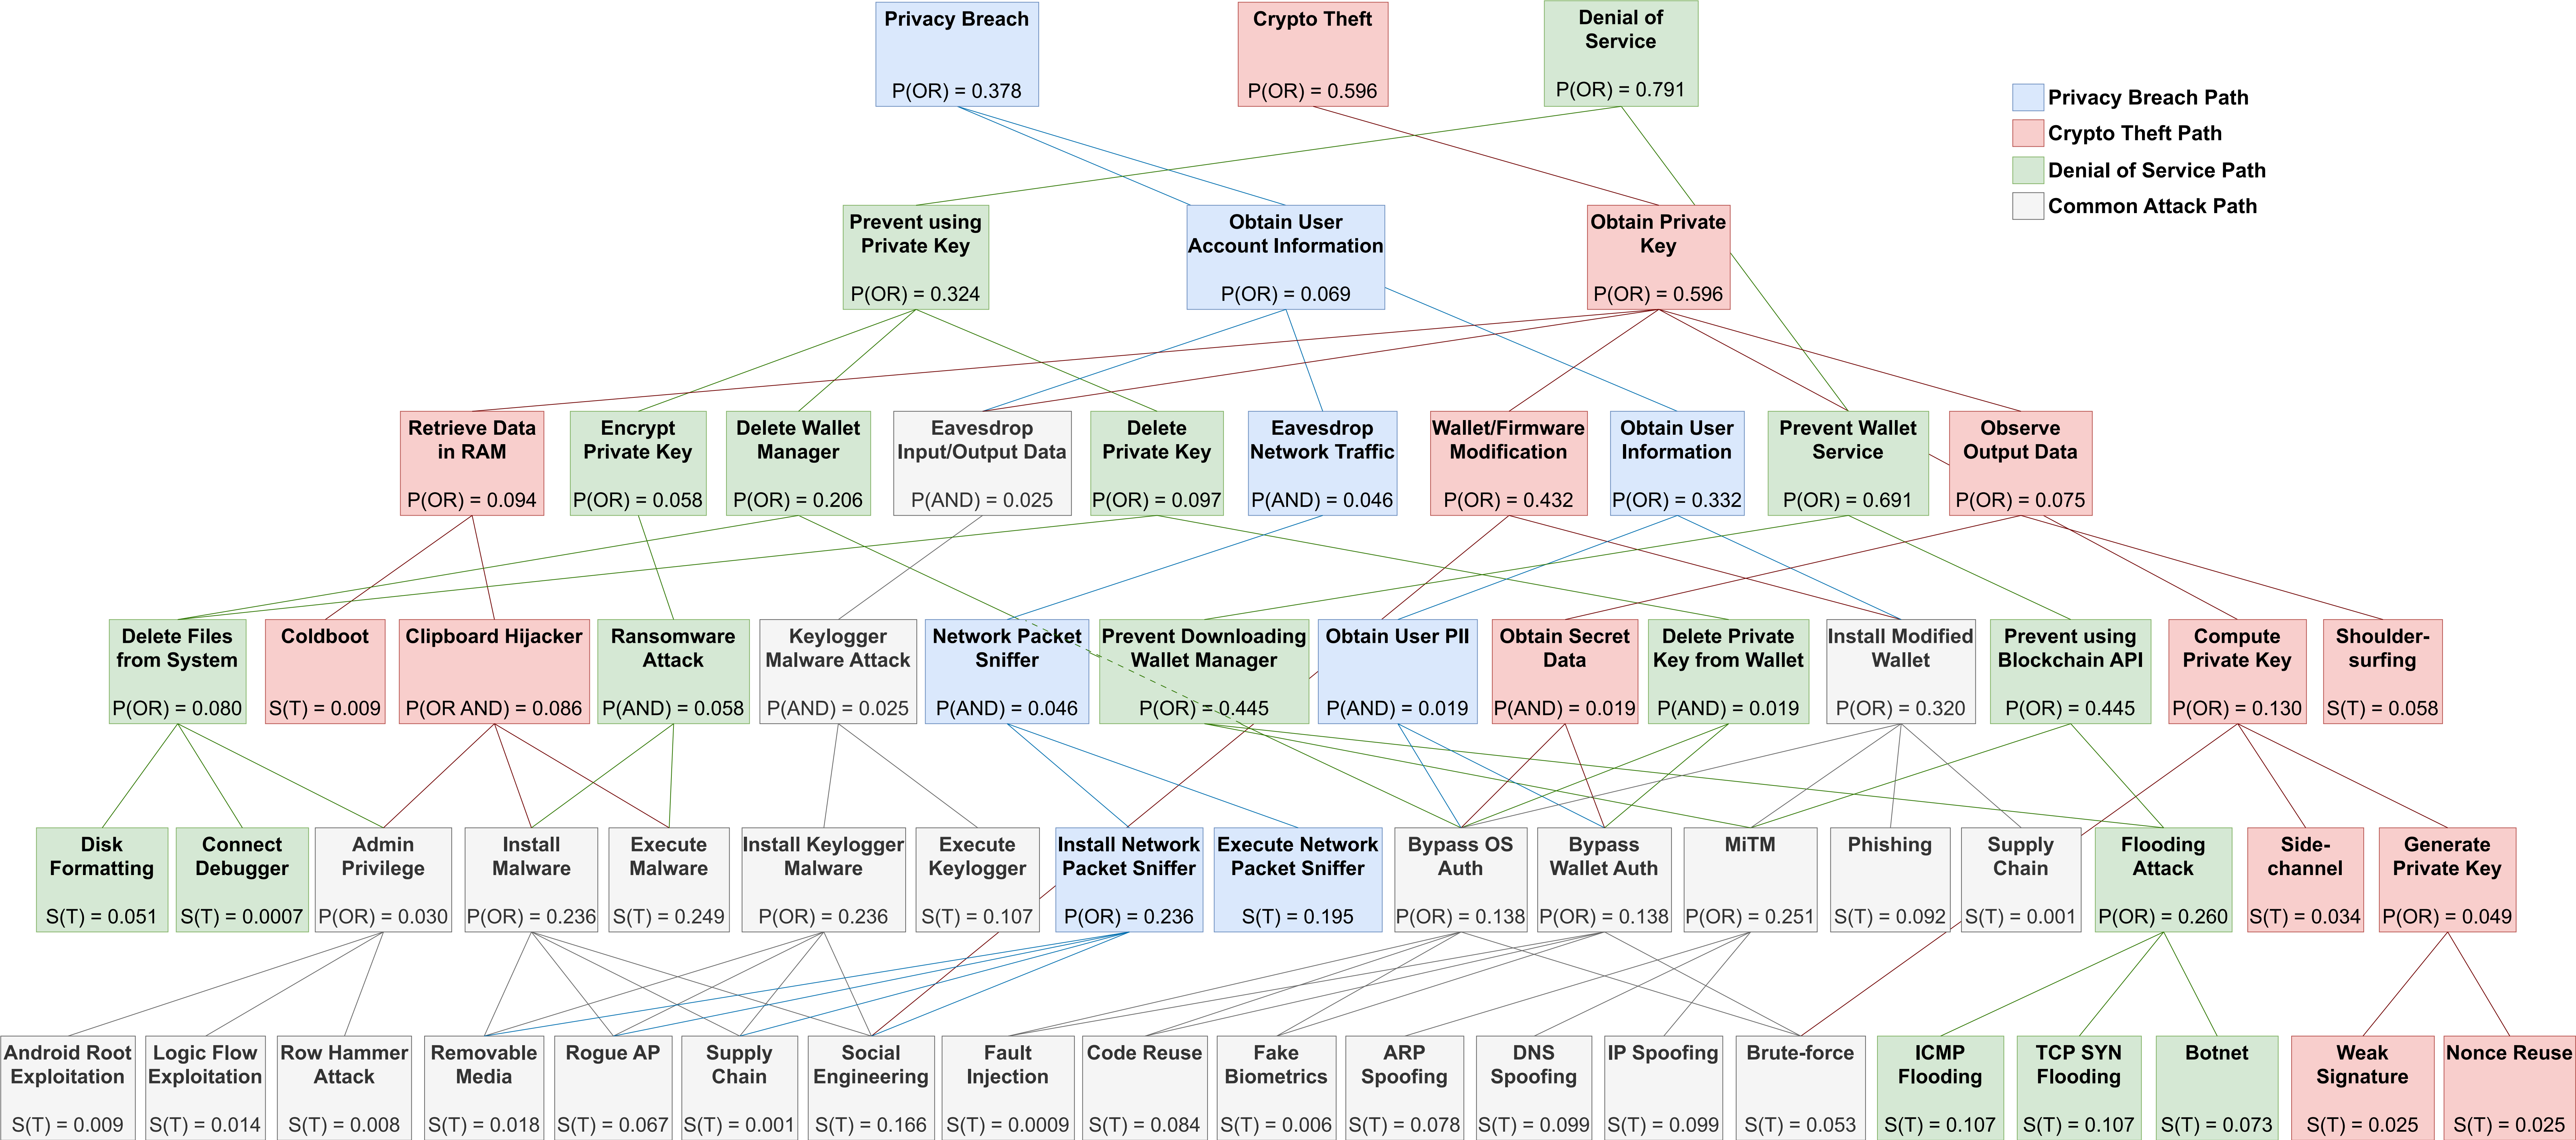 Privacy Breach
P(OR) = 0.378
Crypto Theft
P(OR) = 0.596
Denial of
Service
P(OR) = 0.791
Privacy Breach Path
Crypto Theft Path
Denial of Service Path
Common Attack Path
Prevent using
Private Key
P(OR) = 0.324
Obtain User
Account Information
P(OR) = 0.069
Obtain Private
Key
P(OR) = 0.596
Retrieve Data
in RAM
P(OR) = 0.094
Encrypt
Private Key
P(OR) = 0.058
Delete Wallet
Manager
P(OR) = 0.206
Eavesdrop
Input/Output Data
P(AND) = 0.025
Delete
Private Key
P(OR) = 0.097
Eavesdrop
Network Traffic
P(AND) = 0.046
Wallet/Firmware
Modification
P(OR) = 0.432
Obtain User
Information
P(OR) = 0.332
Prevent Wallet
Service
P(OR) = 0.691
Observe
Output Data
P(OR) = 0.075
Delete Files
from System
P(OR) = 0.080
Coldboot
S(T) = 0.009
Clipboard Hijacker
P(OR AND) = 0.086
Ransomware
Attack
P(AND) = 0.058
Keylogger
Malware Attack
P(AND) = 0.025
Network Packet
Sniffer
P(AND) = 0.046
Prevent Downloading
Wallet Manager
P(OR) = 0.445
Obtain User PII
P(AND) = 0.019
Obtain Secret
Data
P(AND) = 0.019
Delete Private
Key from Wallet
P(AND) = 0.019
Install Modified
Wallet
P(OR) = 0.320
Prevent using
Blockchain API
P(OR) = 0.445
Compute
Private Key
P(OR) = 0.130
Shoulder-
surfing
S(T) = 0.058
Disk
Formatting
S(T) = 0.051
Connect
Debugger
S(T) = 0.0007
Admin
Privilege
P(OR) = 0.030
Install
Malware
P(OR) = 0.236
Execute
Malware
S(T) = 0.249
Install Keylogger
Malware
P(OR) = 0.236
Execute
Keylogger
S(T) = 0.107
Install Network
Packet Sniffer
P(OR) = 0.236
Execute Network
Packet Sniffer
S(T) = 0.195
Bypass OS
Auth
P(OR) = 0.138
Bypass
Wallet Auth
P(OR) = 0.138
MiTM
P(OR) = 0.251
Phishing
S(T) = 0.092
Supply
Chain
S(T) = 0.001
Flooding
Attack
P(OR) = 0.260
Side-
channel
S(T) = 0.034
Generate
Private Key
P(OR) = 0.049
Android Root
Exploitation
S(T) = 0.009
Logic Flow
Exploitation
S(T) = 0.014
Row Hammer
Attack
S(T) = 0.008
Removable
Media
S(T) = 0.018
Rogue AP
S(T) = 0.067
Supply
Chain
S(T) = 0.001
Social
Engineering
S(T) = 0.166
Fault
Injection
S(T) = 0.0009
Code Reuse
S(T) = 0.084
Fake
Biometrics
S(T) = 0.006
ARP
Spoofing
S(T) = 0.078
DNS
Spoofing
S(T) = 0.099
IP Spoofing
S(T) = 0.099
Brute-force
S(T) = 0.053
ICMP
Flooding
S(T) = 0.107
TCP SYN
Flooding
S(T) = 0.107
Botnet
S(T) = 0.073
Weak
Signature
S(T) = 0.025
Nonce Reuse
S(T) = 0.025